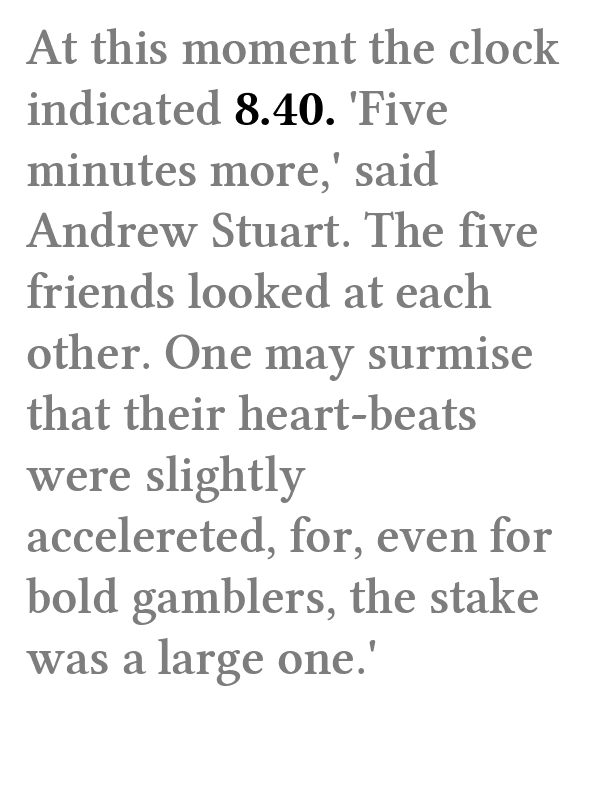 At this moment the clock
indicated 8.40. 'Five
minutes more,' said
Andrew Stuart. The five
friends looked at each
other. One may surmise
that their heart-beats
were slightly
accelereted, for, even for
bold gamblers, the stake
was a large one.'